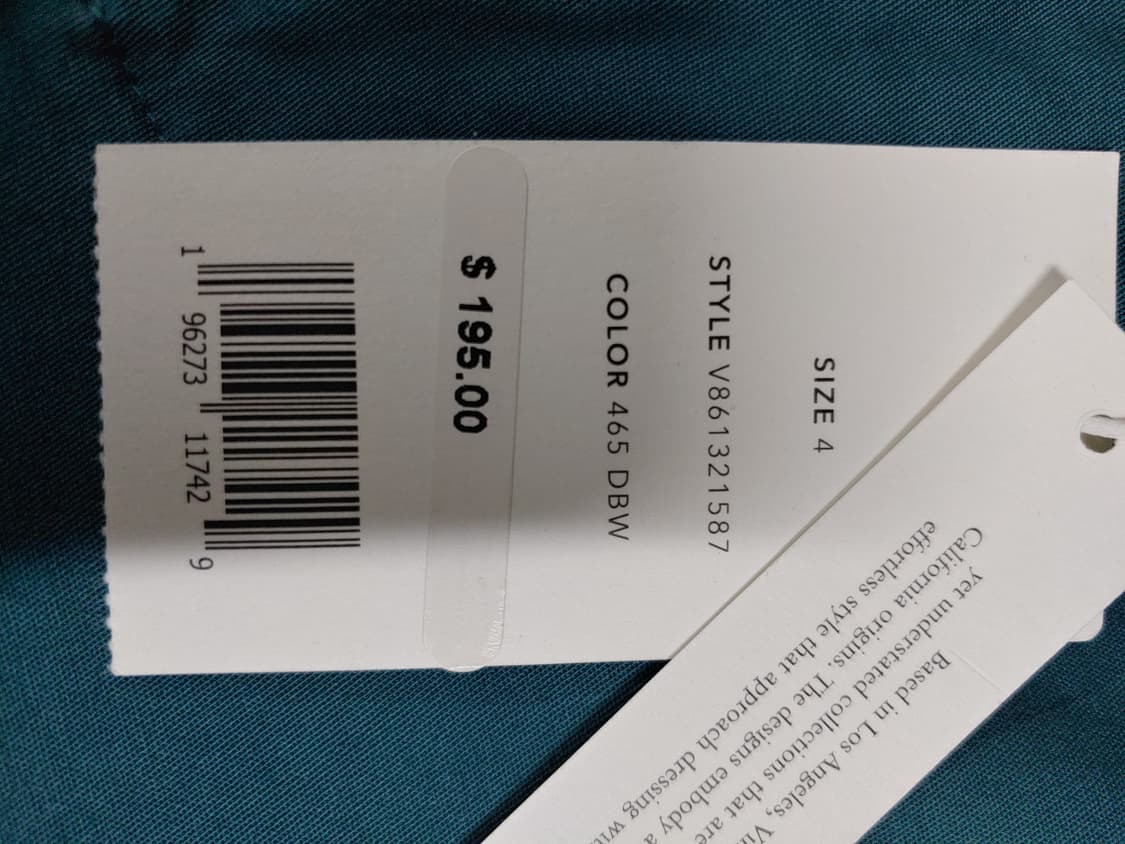 SIZE 4
STYLE V861321587
COLOR 465 DBW
$ 195.00
1 96273 11742 9
Based in Los Angeles,
yet understated collections that are
California origins. The designs embody
effortless style that approach dressing